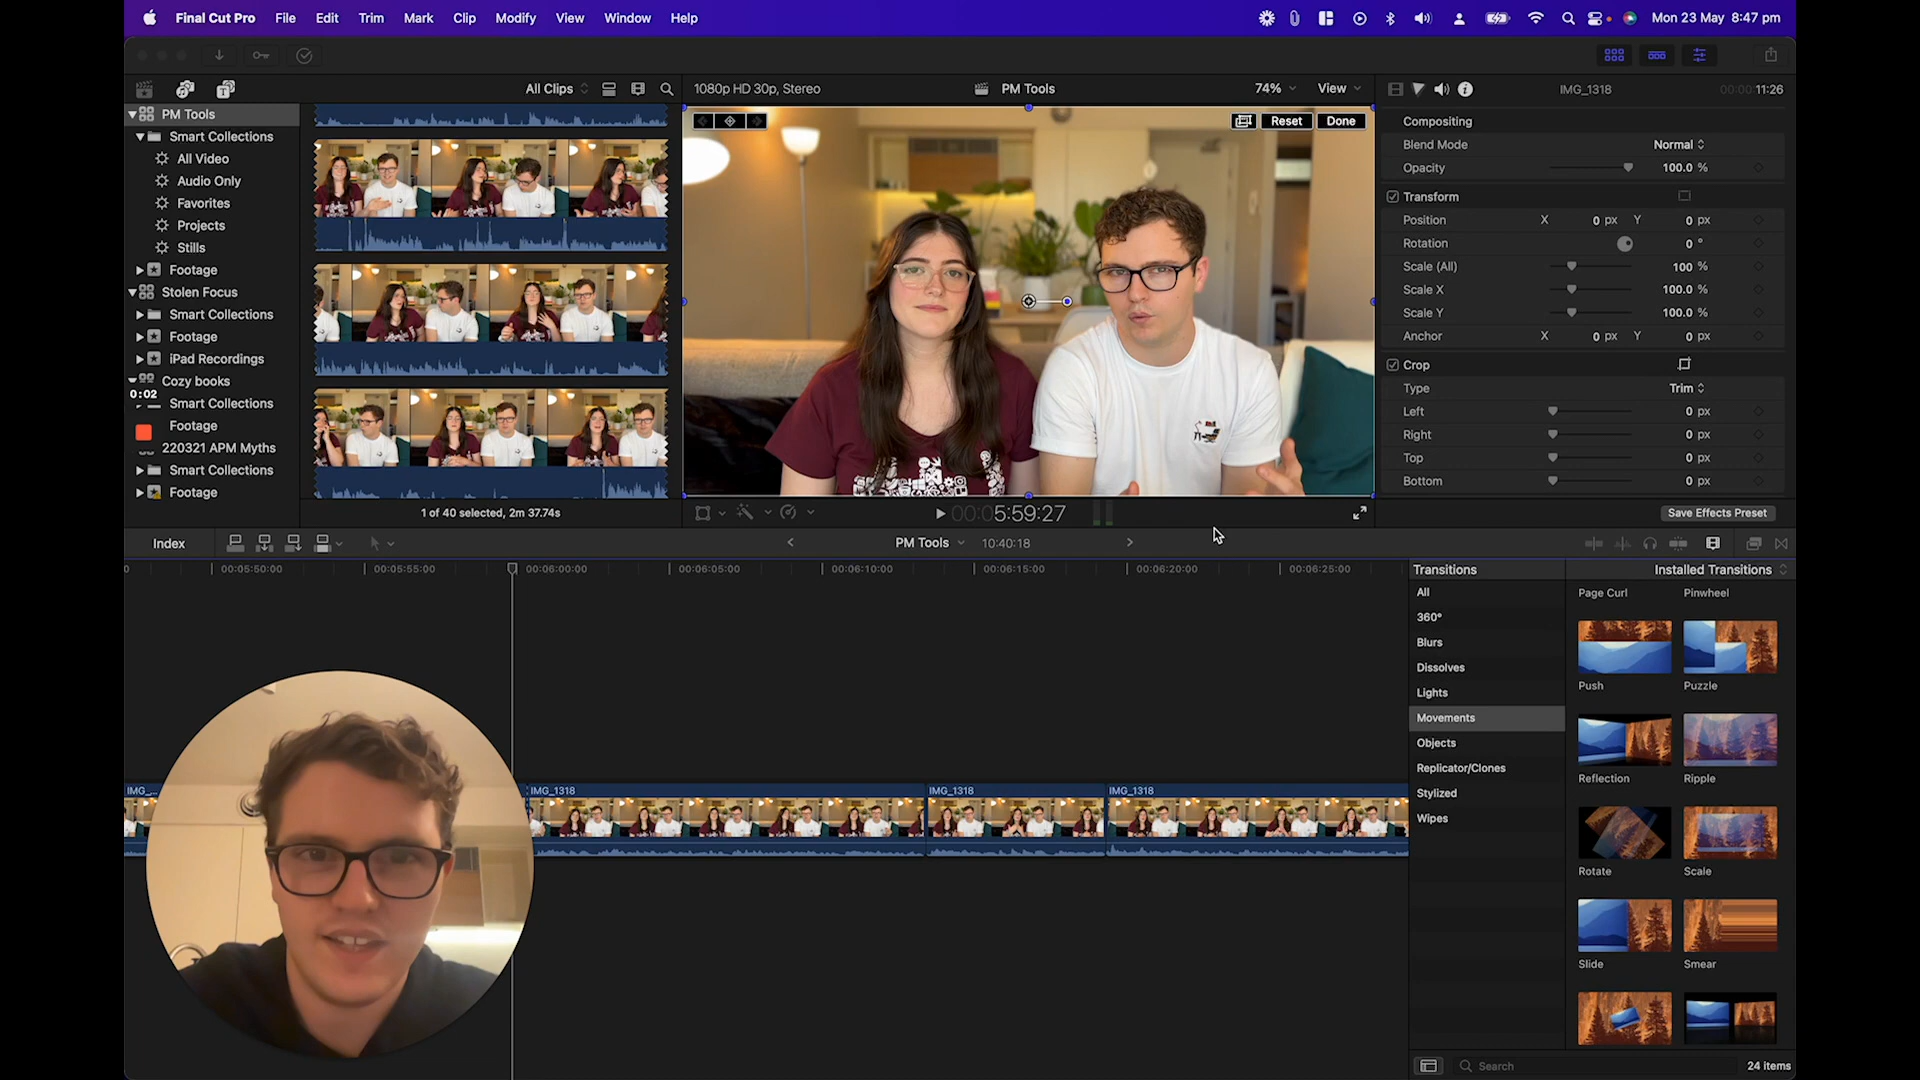 Final Cut Pro File Edit Trim Mark Clip Modify View Window Help Mon 23 May 8:47 pm
All Clips
1080p HD 30p, Stereo PM Tools 74% View
IMG_1318 00:00:11:26
PM Tools
Smart Collections
All Video
Audio Only
Favorites
Projects
Stills
Footage
Stolen Focus
Smart Collections
Footage
iPad Recordings
Cozy books
0:02
Smart Collections
Footage
220321 APM Myths
Smart Collections
Footage
1 of 40 selected, 2m 37.74s
Reset Done
00:05:59:27
Compositing
Blend Mode Normal
Opacity 100.0 %
Transform
Position X 0 px Y 0 px
Rotation 0 °
Scale (All) 100 %
Scale X 100.0 %
Scale Y 100.0 %
Anchor X 0 px Y 0 px
Crop
Type Trim
Left 0 px
Right 0 px
Top 0 px
Bottom 0 px
Save Effects Preset
Index PM Tools 10:40:18
0 00:05:50:00 00:05:55:00 00:06:00:00 00:06:05:00 00:06:10:00 00:06:15:00 00:06:20:00 00:06:25:00
IMG_... IMG_1318 IMG_1318 IMG_1318
Transitions Installed Transitions
All
360°
Blurs
Dissolves
Lights
Movements
Objects
Replicator/Clones
Stylized
Wipes
Page Curl Pinwheel
Push Puzzle
Reflection Ripple
Rotate Scale
Slide Smear
Search 24 items